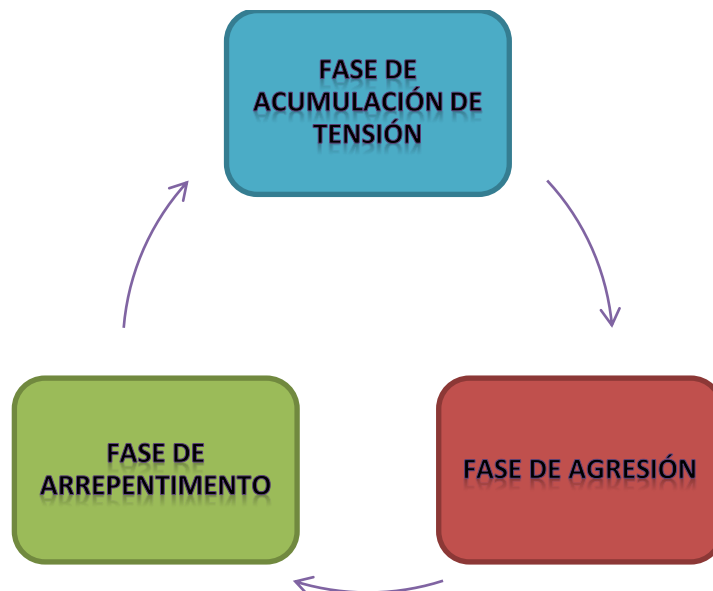 FASE DE
ACUMULACIÓN DE
TENSIÓN
FASE DE
ARREPENTIMENTO
FASE DE AGRESIÓN